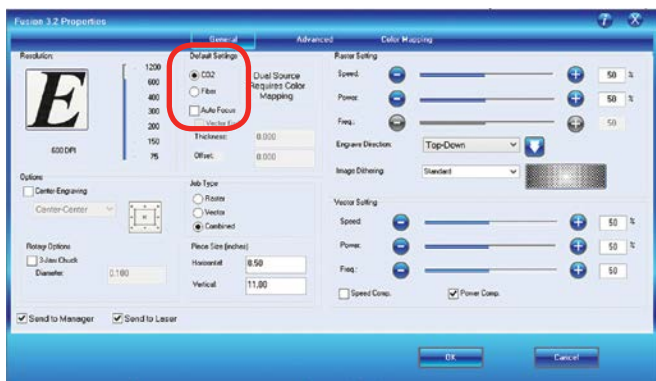 Fusion 3.2 Properties
General Advanced Color Mapping
Resolution:
E
600 DPI
1200
600
400
300
200
150
75
Options
Center-Engraving
Center-Center
Rotary Options
3-Jaw Chuck
Diameter: 0.100
Send to Manager Send to Laser
Default Settings
CO2
Fiber
Dual Source
Requires Color
Mapping
Auto Focus
Vector
Thickness: 0.000
Offset: 0.000
Job Type
Raster
Vector
Combined
Piece Size (inches)
Horizontal 8.50
Vertical 11.00
Raster Setting
Speed: 50 %
Power: 50 %
Freq.: 50
Engrave Direction: Top-Down
Image Dithering: Standard
Vector Setting
Speed: 50 %
Power: 50 %
Freq.: 50
Speed Comp. Power Comp.
OK Cancel